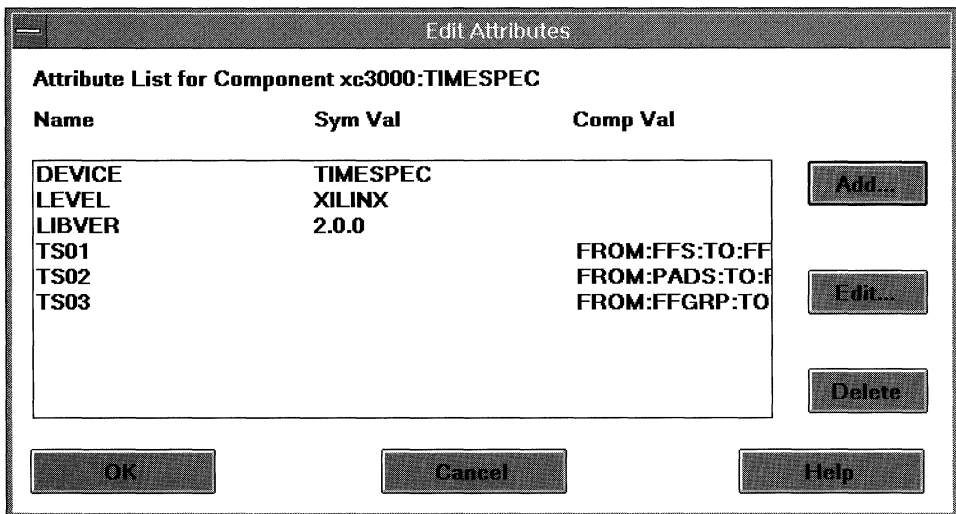 Edit Attributes
Attribute List for Component xc3000:TIMESPEC
Name Sym Val Comp Val
DEVICE TIMESPEC
LEVEL XILINX
LIBVER 2.0.0
TS01 FROM:FFS:TO:FF
TS02 FROM:PADS:TO:F
TS03 FROM:FFGRP:TO
Add...
Edit...
Delete
OK Cancel Help